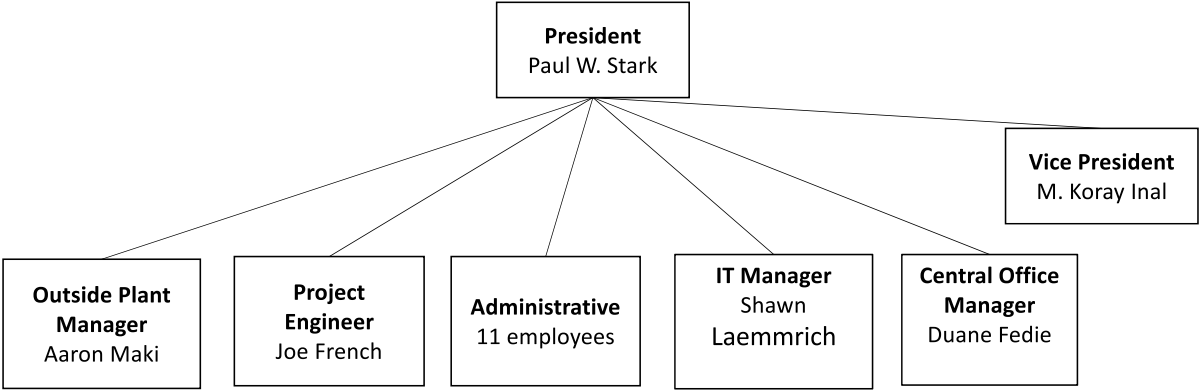 President
Paul W. Stark
Vice President
M. Koray Inal
Outside Plant
Manager
Aaron Maki
Project
Engineer
Joe French
Administrative
11 employees
IT Manager
Shawn
Laemmrich
Central Office
Manager
Duane Fedie